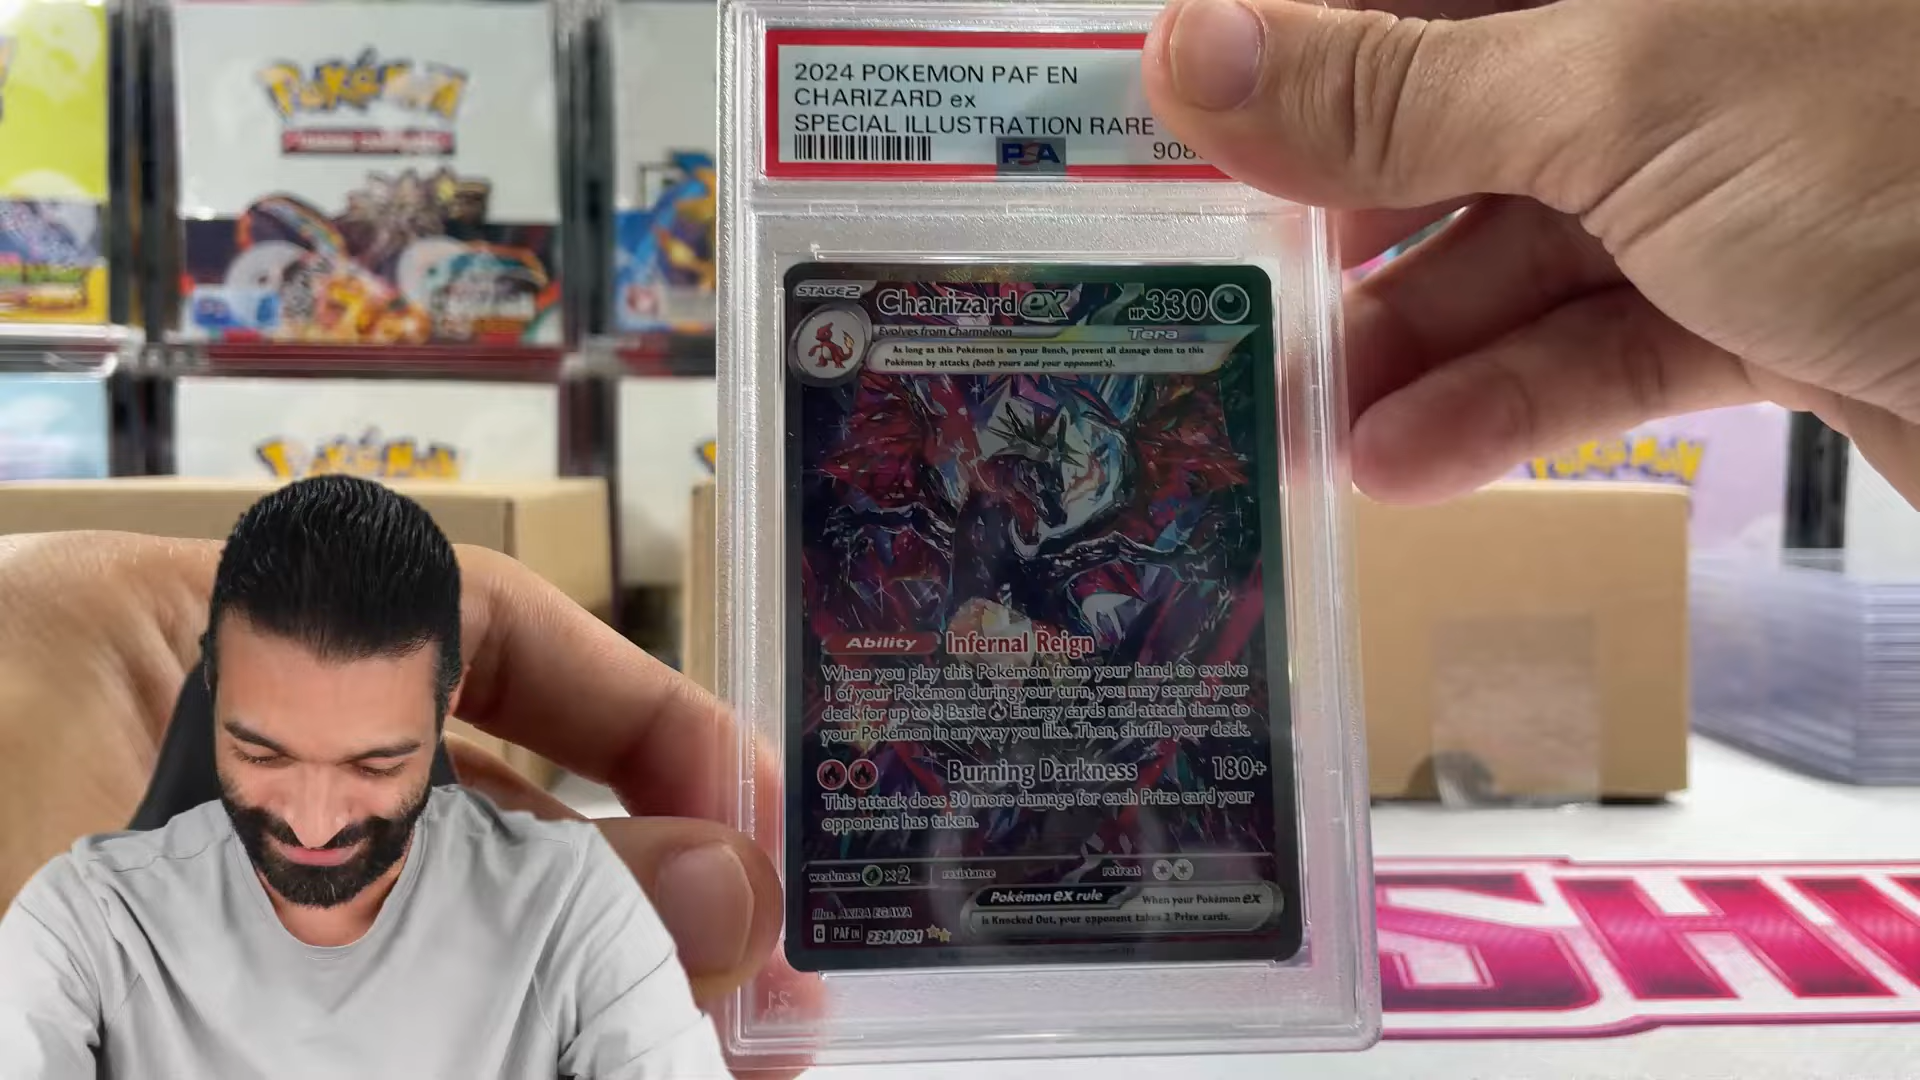 Pokémon
2024 POKEMON PAF EN
CHARIZARD ex
SPECIAL ILLUSTRATION RARE
PSA
908
STAGE2 Charizard ex HP330
Evolves from Charmeleon
Tera
As long as this Pokémon is on your Bench, prevent all damage done to this
Pokémon by attacks (both yours and your opponent's).
Ability Infernal Reign
When you play this Pokémon from your hand to evolve
1 of your Pokémon during your turn, you may search your
deck for up to 3 Basic Energy cards and attach them to
your Pokémon in any way you like. Then, shuffle your deck.
Burning Darkness 180+
This attack does 30 more damage for each Prize card your
opponent has taken.
weakness x2 resistance retreat
Pokémon ex rule When your Pokémon ex
is Knocked Out, your opponent takes 2 Prize cards.
Illus. AKIRA EGAWA
G PAF EN 234/091
Pokémon
Pokémon
SHI